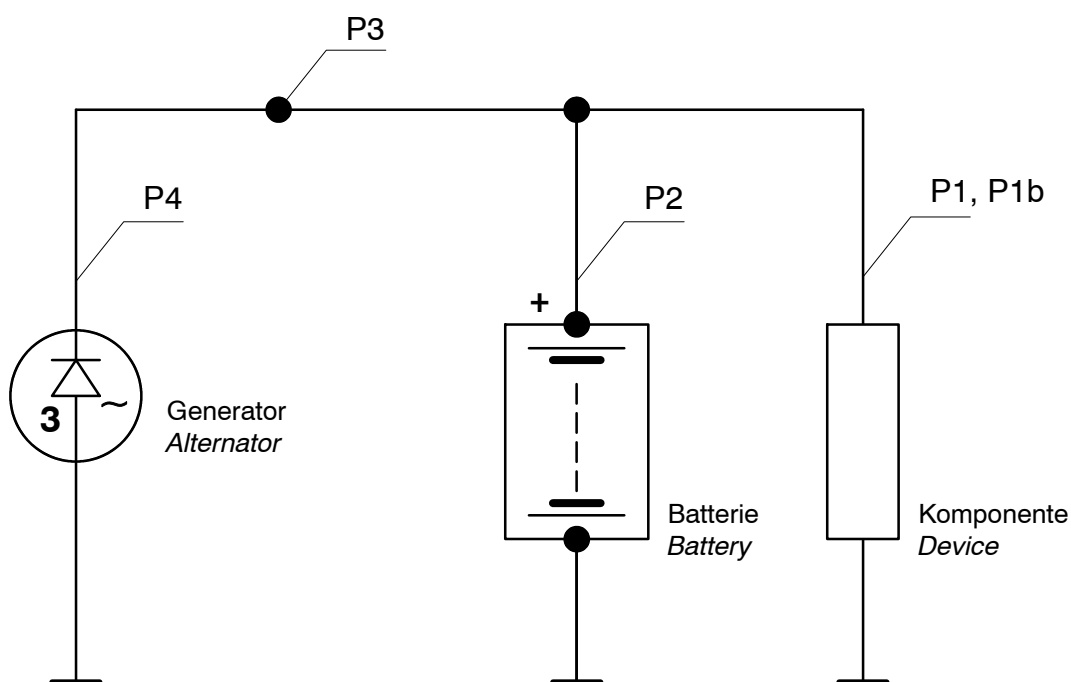 P3
P4
P2
P1, P1b
+
3
~
Generator
Alternator
Batterie
Battery
Komponente
Device